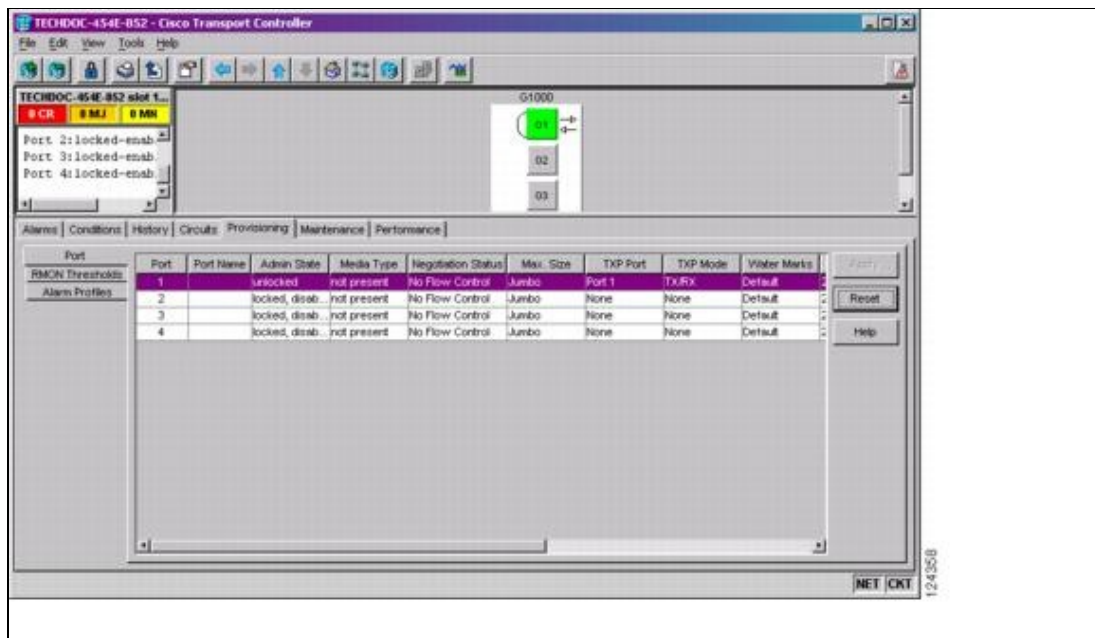 TECHDOC-454E-852 - Cisco Transport Controller
File Edit View Tools Help
TECHDOC-454E-852 slot 1...
0 CR 0 MJ 0 MN
Port 2:locked-enab.
Port 3:locked-enab.
Port 4:locked-enab.
G1000
01
02
03
Alarms Conditions History Circuits Provisioning Maintenance Performance
Port
RMON Thresholds
Alarm Profiles
Port Port Name Admin State Media Type Negotiation Status Max. Size TXP Port TXP Mode Water Marks
1 unlocked not present No Flow Control Jumbo Port 1 TX/RX Default
2 locked, disab... not present No Flow Control Jumbo None None Default
3 locked, disab... not present No Flow Control Jumbo None None Default
4 locked, disab... not present No Flow Control Jumbo None None Default
Apply
Reset
Help
NET CKT
124358